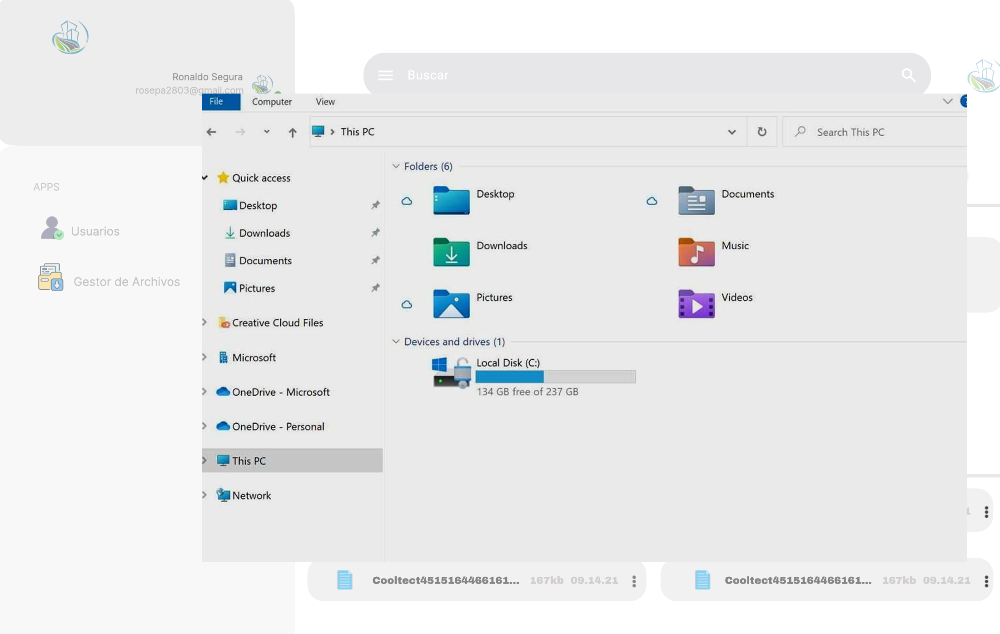 Ronaldo Segura
rosepa2803@gmail.com
Buscar
APPS
Usuarios
Gestor de Archivos
File
Computer
View
This PC
Search This PC
Quick access
Desktop
Downloads
Documents
Pictures
Creative Cloud Files
Microsoft
OneDrive - Microsoft
OneDrive - Personal
This PC
Network
Folders (6)
Desktop
Documents
Downloads
Music
Pictures
Videos
Devices and drives (1)
Local Disk (C:)
134 GB free of 237 GB
Cooltect4515164466161... 167kb 09.14.21
Cooltect4515164466161... 167kb 09.14.21